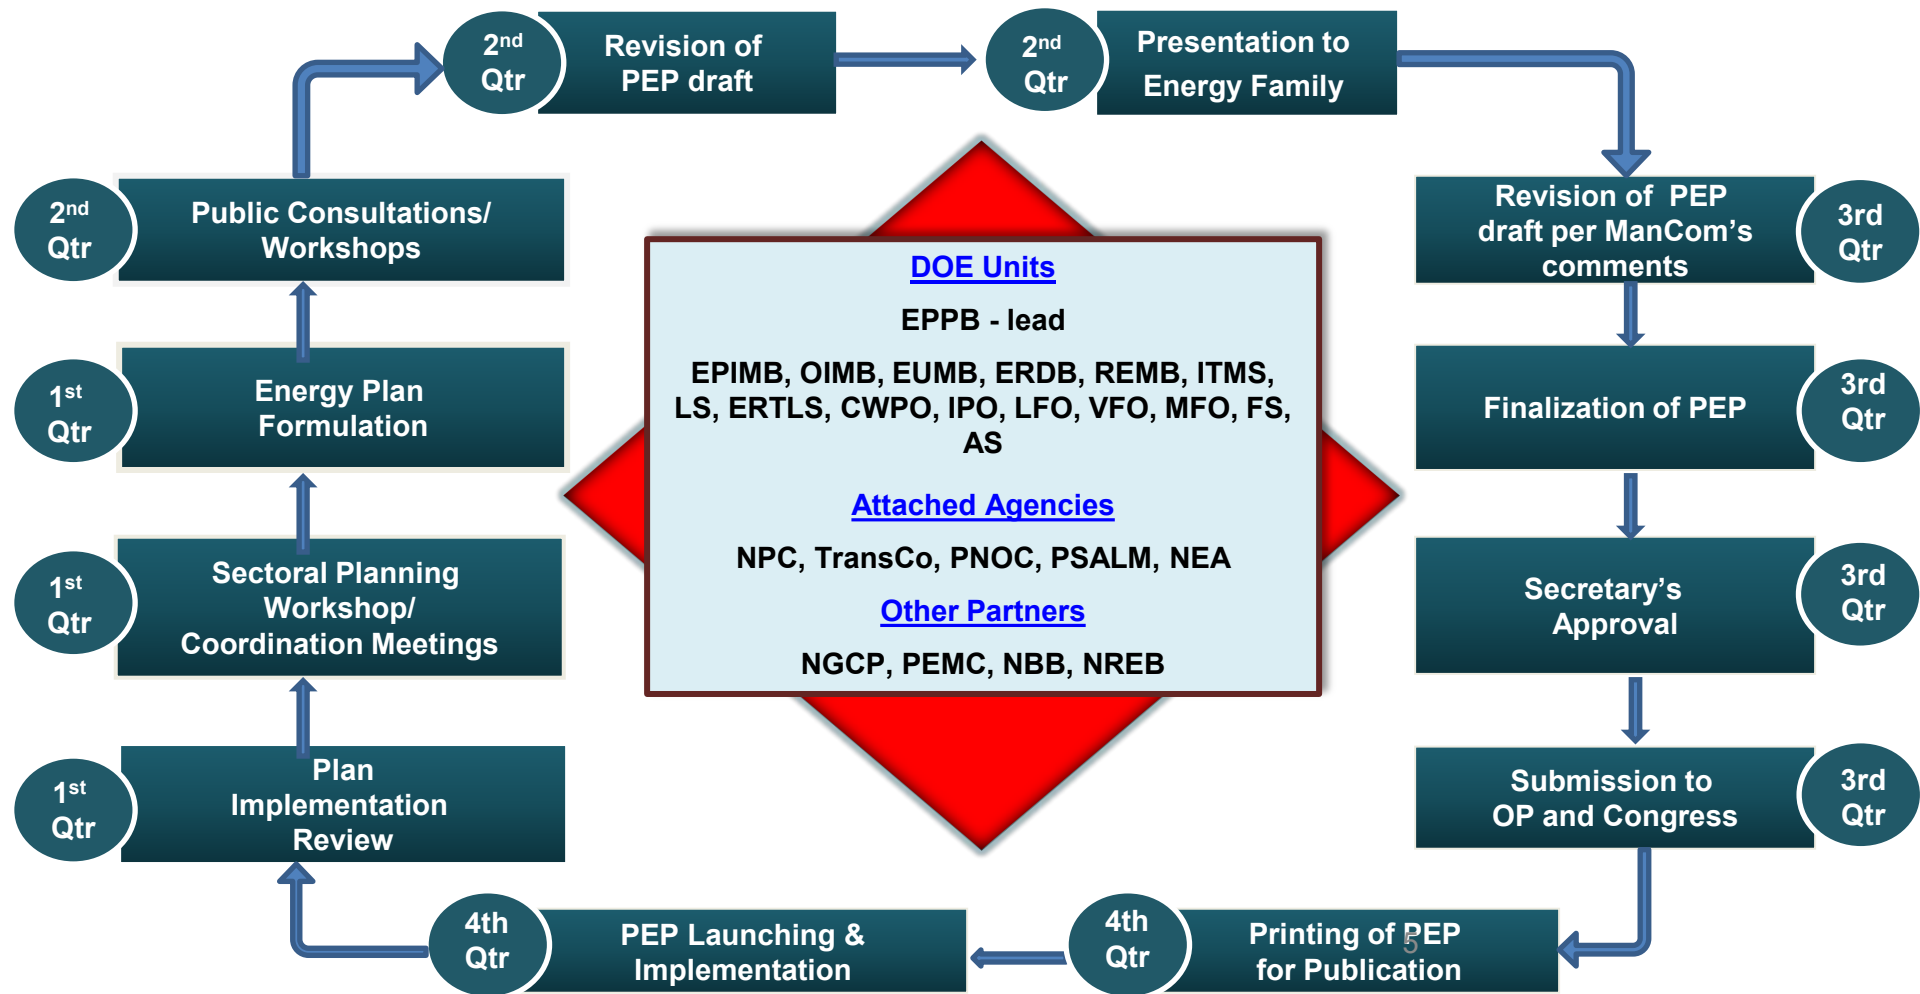 2nd
Qtr
Revision of
PEP draft
2nd
Qtr
Presentation to
Energy Family
2nd
Qtr
Public Consultations/
Workshops
Revision of PEP
draft per ManCom's
comments
3rd
Qtr
1st
Qtr
Energy Plan
Formulation
Finalization of PEP
3rd
Qtr
1st
Qtr
Sectoral Planning
Workshop/
Coordination Meetings
Secretary's
Approval
3rd
Qtr
1st
Qtr
Plan
Implementation
Review
Submission to
OP and Congress
3rd
Qtr
DOE Units
EPPB - lead
EPIMB, OIMB, EUMB, ERDB, REMB, ITMS,
LS, ERTLS, CWPO, IPO, LFO, VFO, MFO, FS,
AS
Attached Agencies
NPC, TransCo, PNOC, PSALM, NEA
Other Partners
NGCP, PEMC, NBB, NREB
4th
Qtr
PEP Launching &
Implementation
4th
Qtr
Printing of PEP
for Publication
5